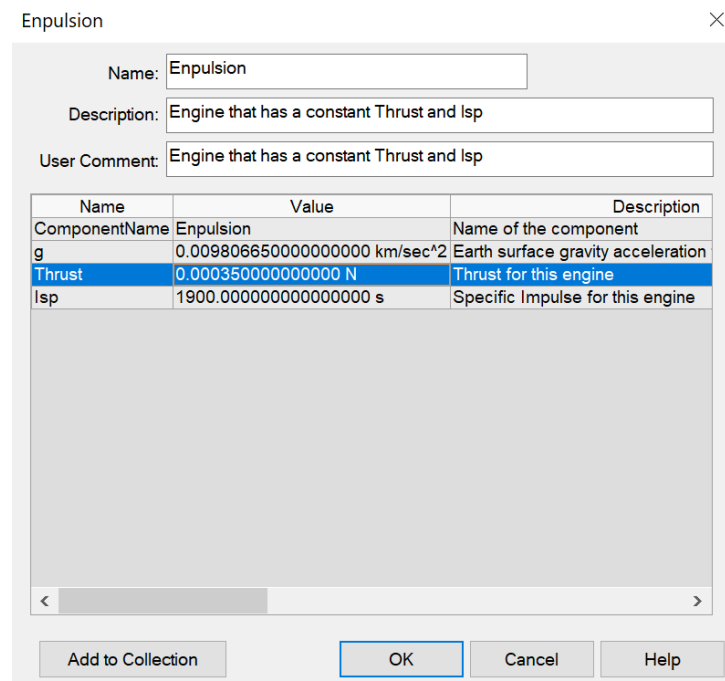 Enpulsion
Name: Enpulsion
Description: Engine that has a constant Thrust and Isp
User Comment: Engine that has a constant Thrust and Isp
Name Value Description
ComponentName Enpulsion Name of the component
g 0.009806650000000000 km/sec^2 Earth surface gravity acceleration
Thrust 0.000350000000000 N Thrust for this engine
Isp 1900.000000000000000 s Specific Impulse for this engine
Add to Collection OK Cancel Help